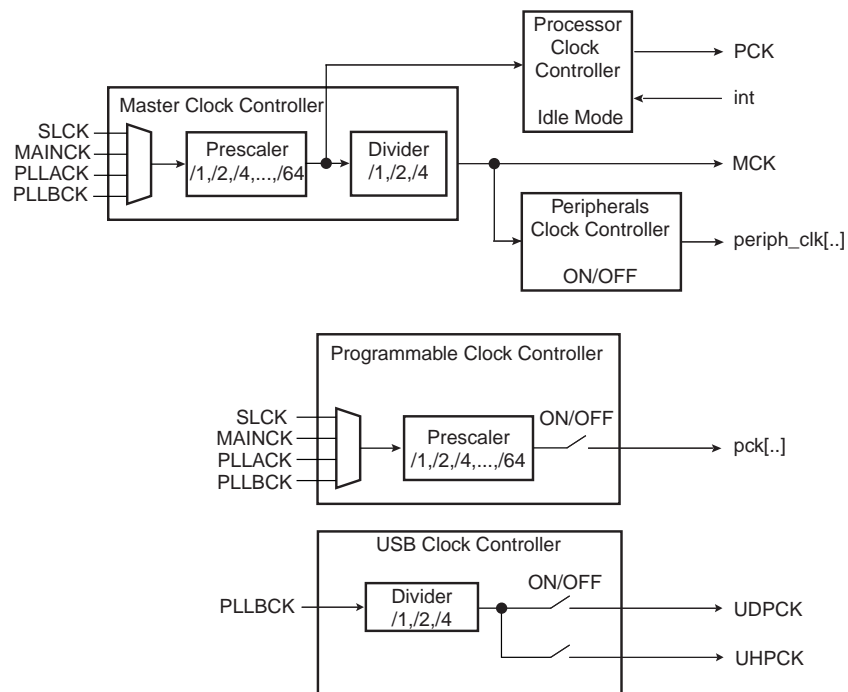 Processor
Clock
Controller
Idle Mode
PCK
int
Master Clock Controller
SLCK
MAINCK
PLLACK
PLLBCK
Prescaler
/1,/2,/4,...,/64
Divider
/1,/2,/4
MCK
Peripherals
Clock Controller
ON/OFF
periph_clk[..]
Programmable Clock Controller
SLCK
MAINCK
PLLACK
PLLBCK
Prescaler
/1,/2,/4,...,/64
ON/OFF
pck[..]
USB Clock Controller
PLLBCK
Divider
/1,/2,/4
ON/OFF
UDPCK
UHPCK